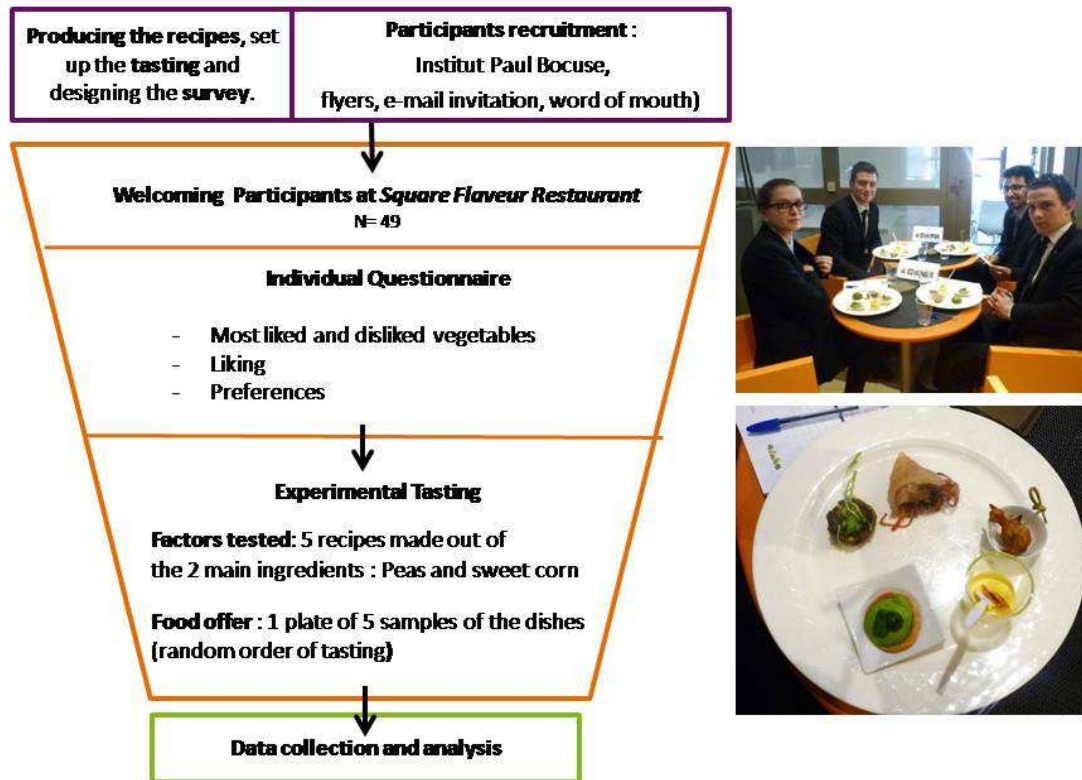 Producing the recipes, set
up the tasting and
designing the survey.
Participants recruitment :
Institut Paul Bocuse,
flyers, e-mail invitation, word of mouth)
Welcoming Participants at Square Flaveur Restaurant
N= 49
Individual Questionnaire
- Most liked and disliked vegetables
- Liking
- Preferences
Experimental Tasting
Factors tested: 5 recipes made out of
the 2 main ingredients : Peas and sweet corn
Food offer : 1 plate of 5 samples of the dishes
(random order of tasting)
Data collection and analysis